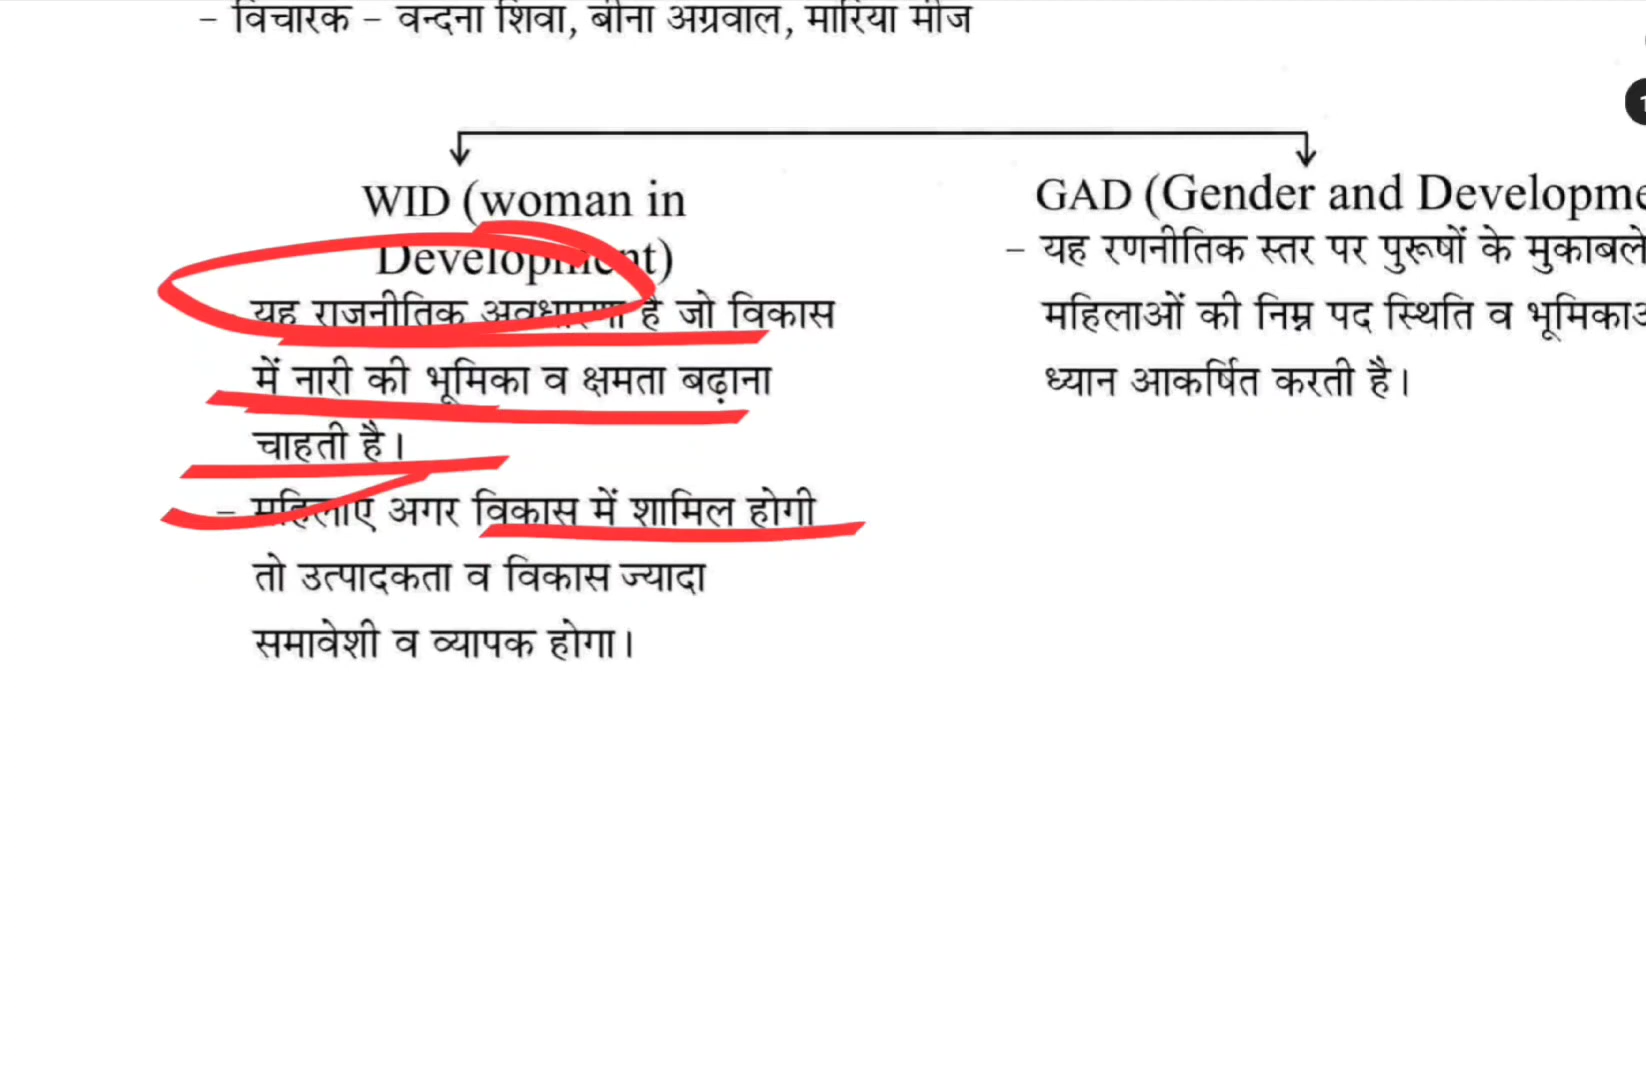 – विचारक – वन्दना शिवा, बीना अग्रवाल, मारिया मीज
WID (woman in
Development)
यह राजनीतिक अवधारणा है जो विकास
में नारी की भूमिका व क्षमता बढ़ाना
चाहती है।
– महिलाए अगर विकास में शामिल होगी
तो उत्पादकता व विकास ज्यादा
समावेशी व व्यापक होगा।
GAD (Gender and Developme
– यह रणनीतिक स्तर पर पुरूषों के मुकाबले
महिलाओं की निम्न पद स्थिति व
ध्यान आकर्षित करती है।